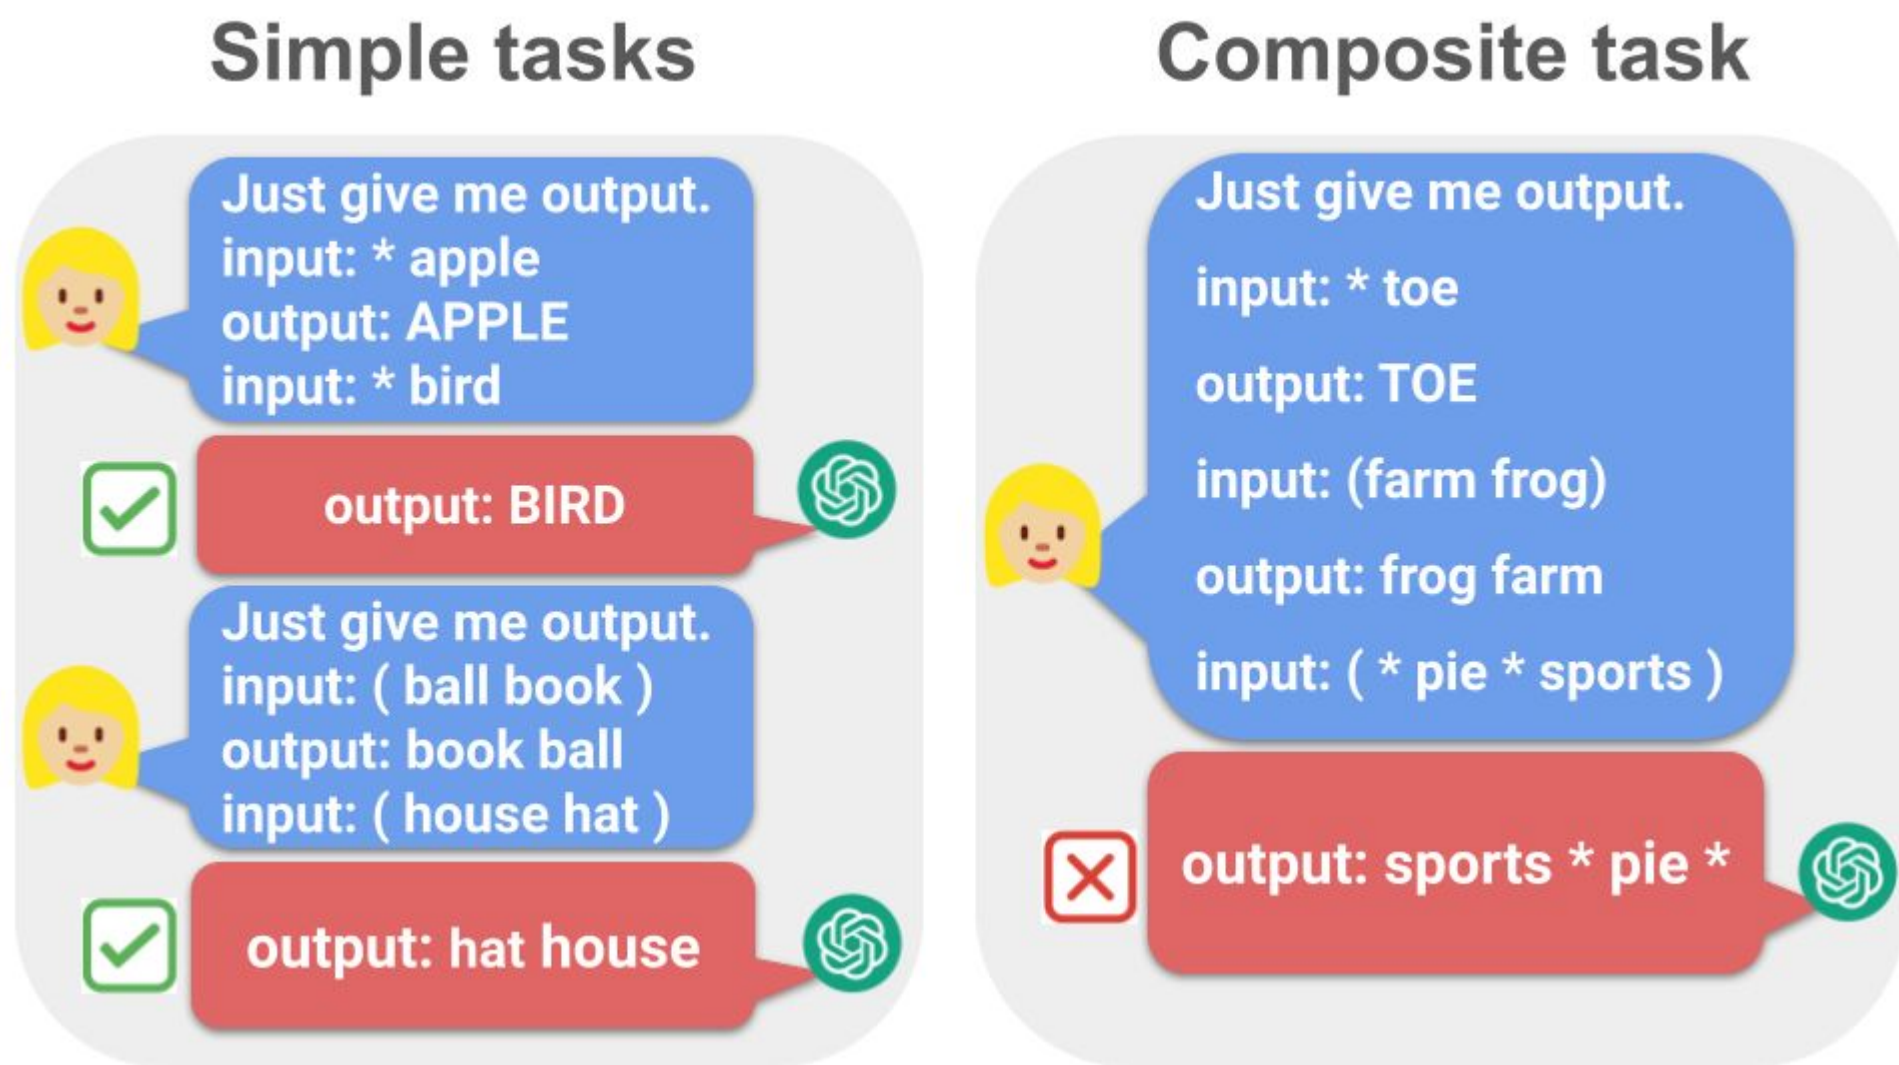 Simple tasks
Just give me output.
input: * apple
output: APPLE
input: * bird
output: BIRD
Just give me output.
input: ( ball book )
output: book ball
input: ( house hat )
output: hat house
Composite task
Just give me output.
input: * toe
output: TOE
input: (farm frog)
output: frog farm
input: ( * pie * sports )
output: sports * pie *